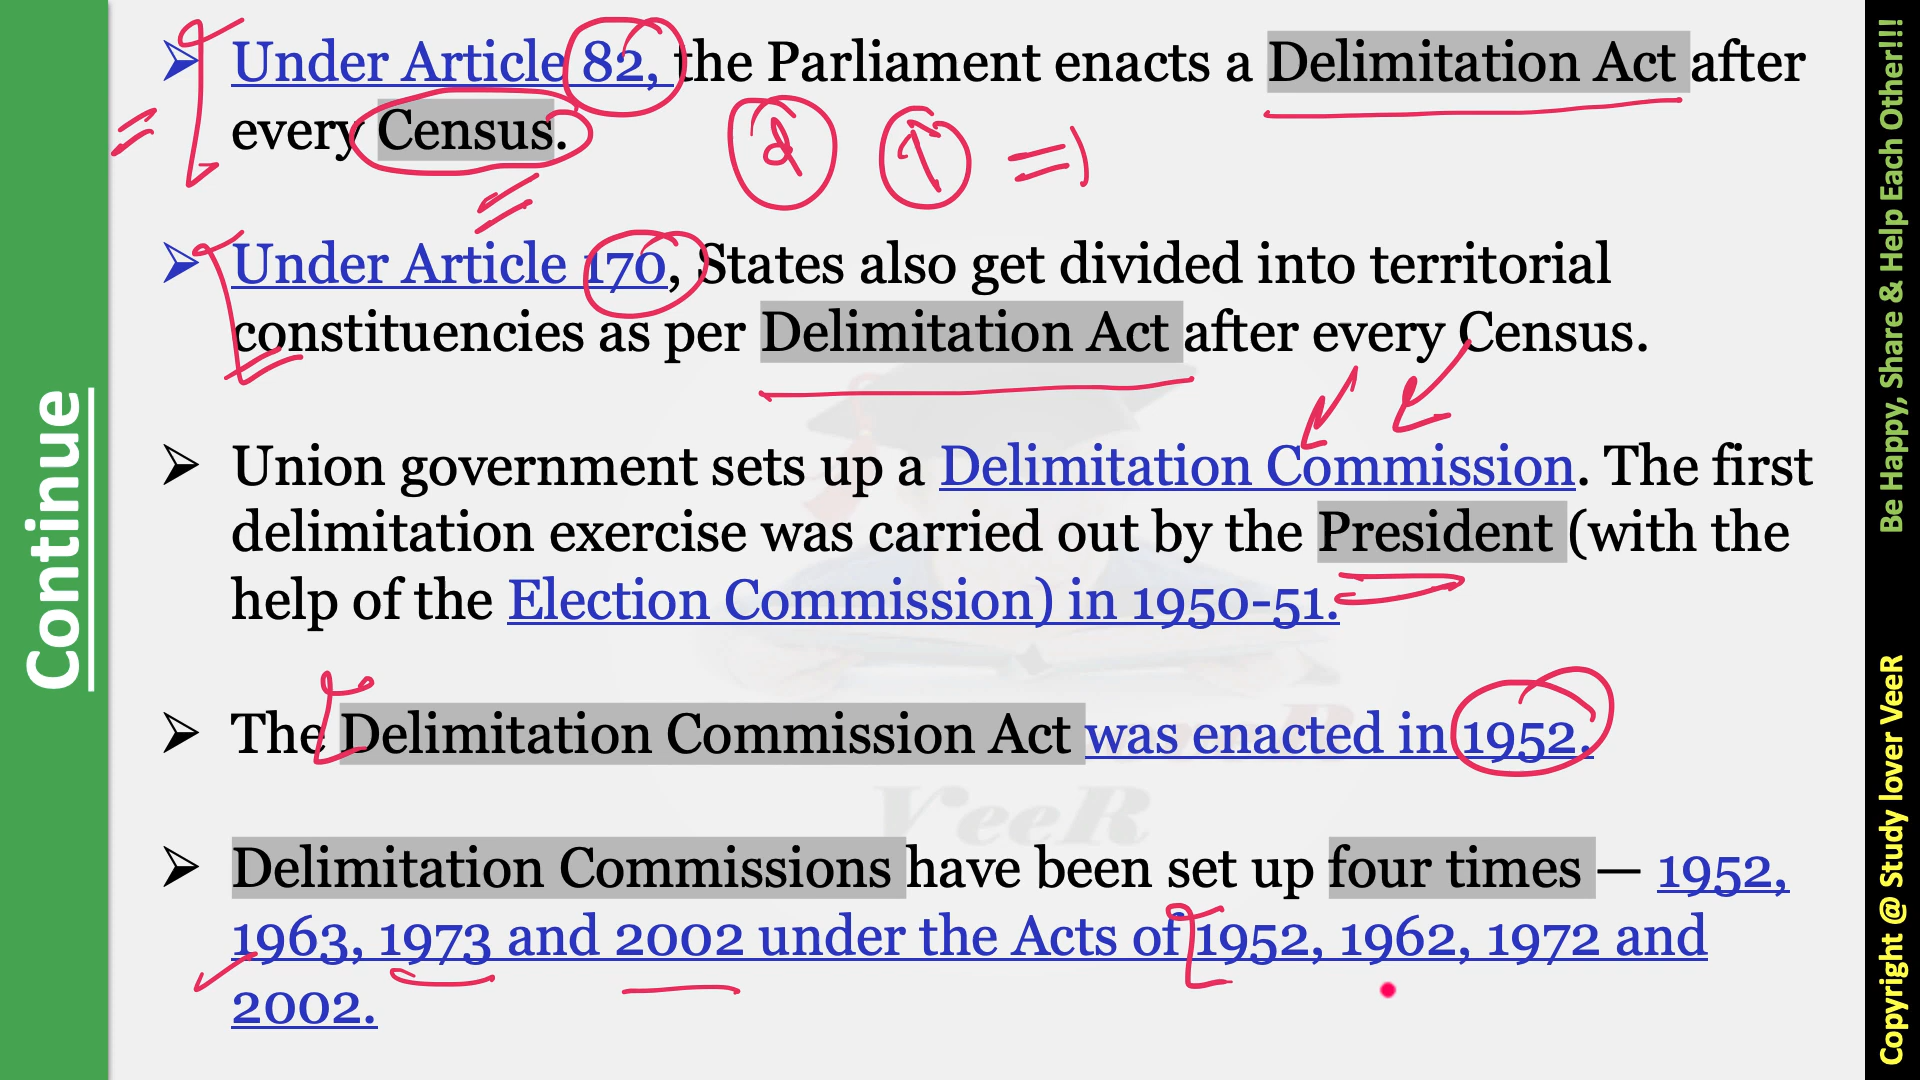 Continue
➢ Under Article 82, the Parliament enacts a Delimitation Act after
every Census.
➢ Under Article 170, States also get divided into territorial
constituencies as per Delimitation Act after every Census.
➢ Union government sets up a Delimitation Commission. The first
delimitation exercise was carried out by the President (with the
help of the Election Commission) in 1950-51.
➢ The Delimitation Commission Act was enacted in 1952.
➢ Delimitation Commissions have been set up four times — 1952,
1963, 1973 and 2002 under the Acts of 1952, 1962, 1972 and
2002.
VeeR
Be Happy, Share & Help Each Other!!!
Copyright @ Study lover VeeR